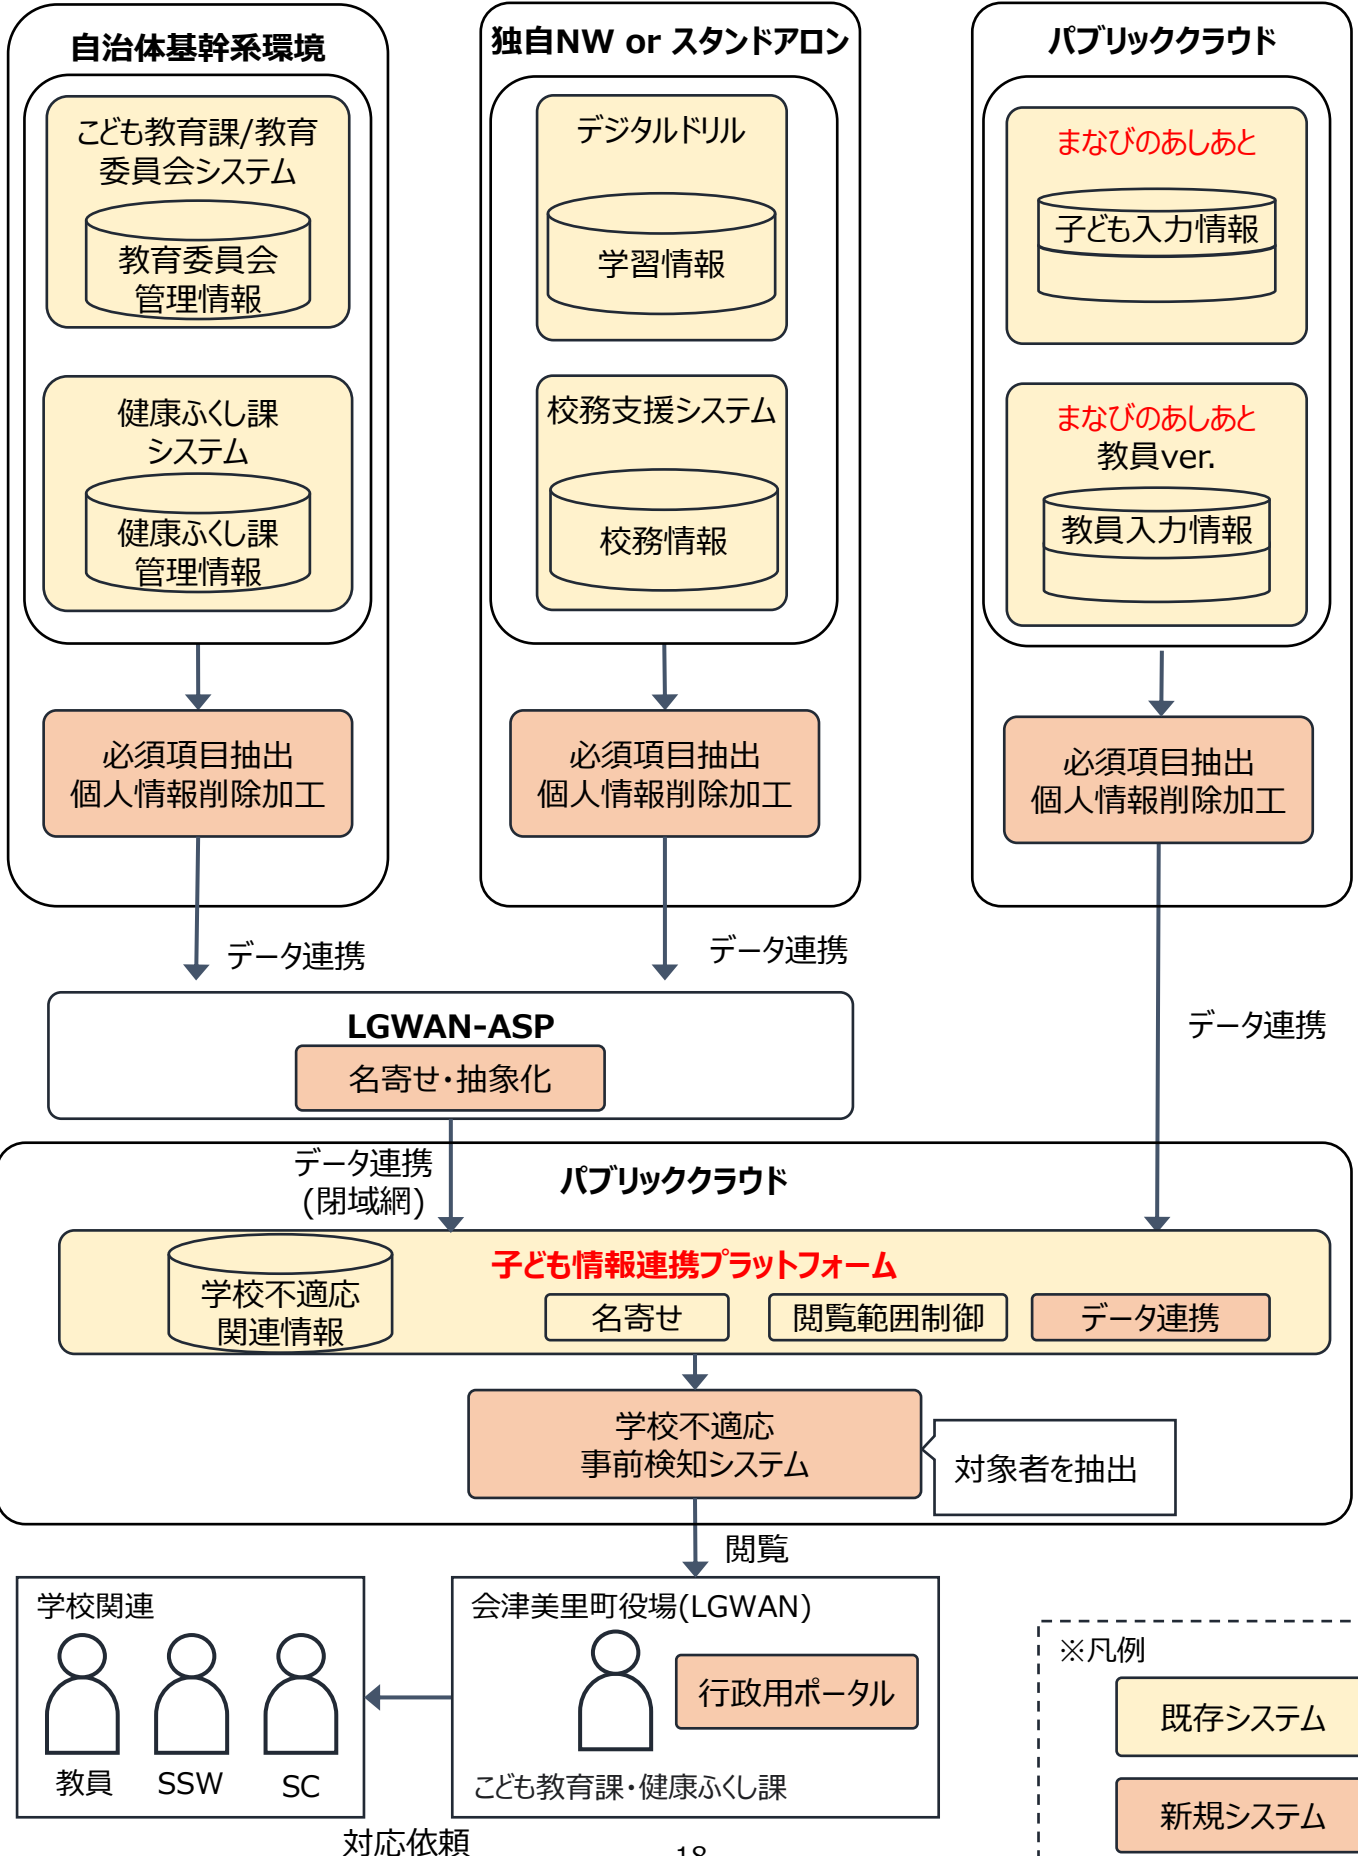 自治体基幹系環境
こども教育課/教育
委員会システム
教育委員会
管理情報
健康ふくし課
システム
健康ふくし課
管理情報
必須項目抽出
個人情報削除加工
データ連携
独自NW or スタンドアロン
デジタルドリル
学習情報
校務支援システム
校務情報
必須項目抽出
個人情報削除加工
データ連携
パブリッククラウド
まなびのあしあと
子ども入力情報
まなびのあしあと
教員ver.
教員入力情報
必須項目抽出
個人情報削除加工
データ連携
LGWAN-ASP
名寄せ・抽象化
データ連携
(閉域網)
パブリッククラウド
子ども情報連携プラットフォーム
学校不適応
関連情報
名寄せ
閲覧範囲制御
データ連携
学校不適応
事前検知システム
対象者を抽出
閲覧
学校関連
教員
SSW
SC
会津美里町役場(LGWAN)
行政用ポータル
こども教育課・健康ふくし課
対応依頼
※凡例
既存システム
新規システム
18